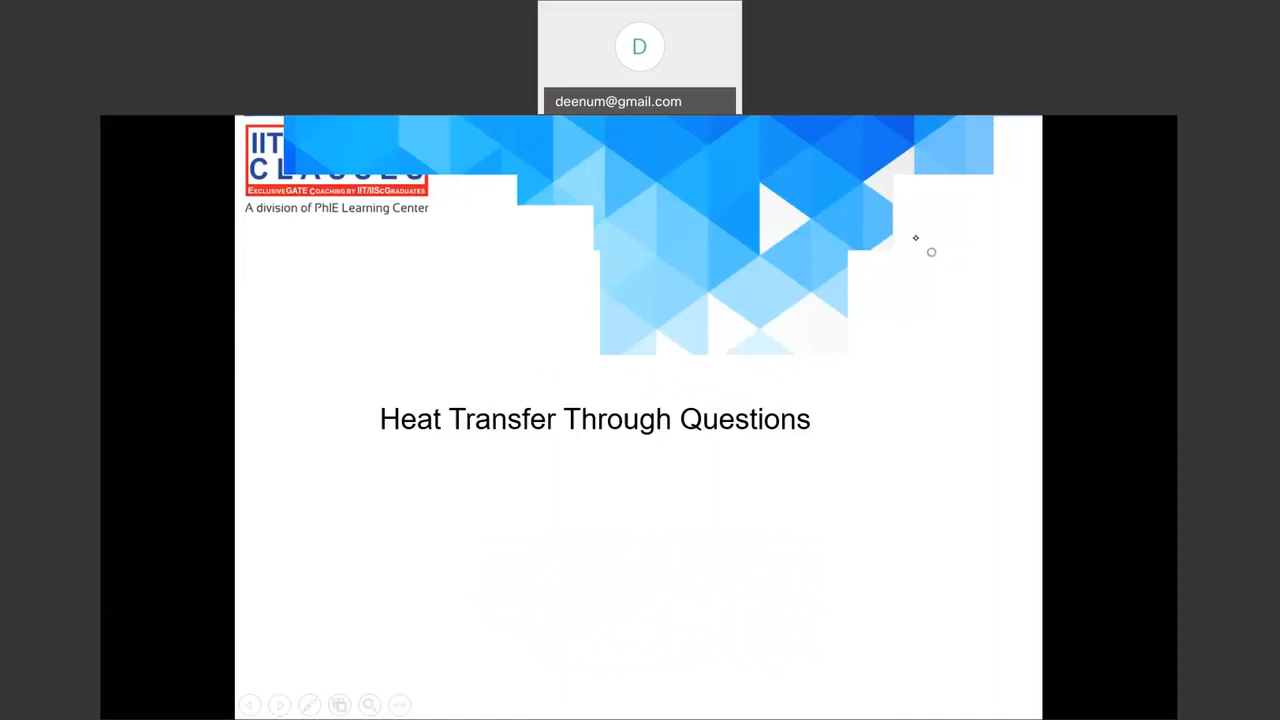 D
deenum@gmail.com
IIT
EXCLUSIVE GATE COACHING BY IIT/IISc GRADUATES
A division of PhIE Learning Center
Heat Transfer Through Questions